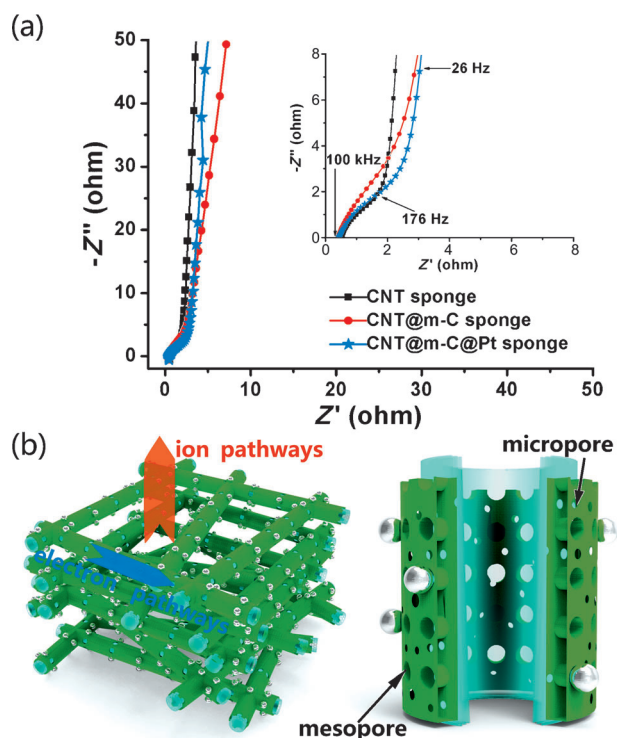 (a)
50
40
30
20
10
0
-Z" (ohm)
0
10
20
30
40
50
Z' (ohm)
8
6
4
2
0
-Z" (ohm)
0
2
4
6
8
Z' (ohm)
26 Hz
100 kHz
176 Hz
CNT sponge
CNT@m-C sponge
CNT@m-C@Pt sponge
(b)
ion pathways
electron pathways
micropore
mesopore